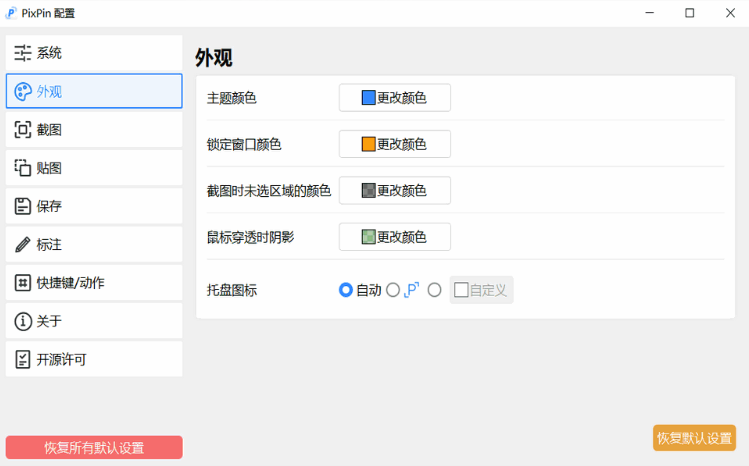 PixPin 配置
系统
外观
截图
贴图
保存
标注
快捷键/动作
关于
开源许可
恢复所有默认设置
外观
主题颜色 更改颜色
锁定窗口颜色 更改颜色
截图时未选区域的颜色 更改颜色
鼠标穿透时阴影 更改颜色
托盘图标 自动 P 自定义
恢复默认设置